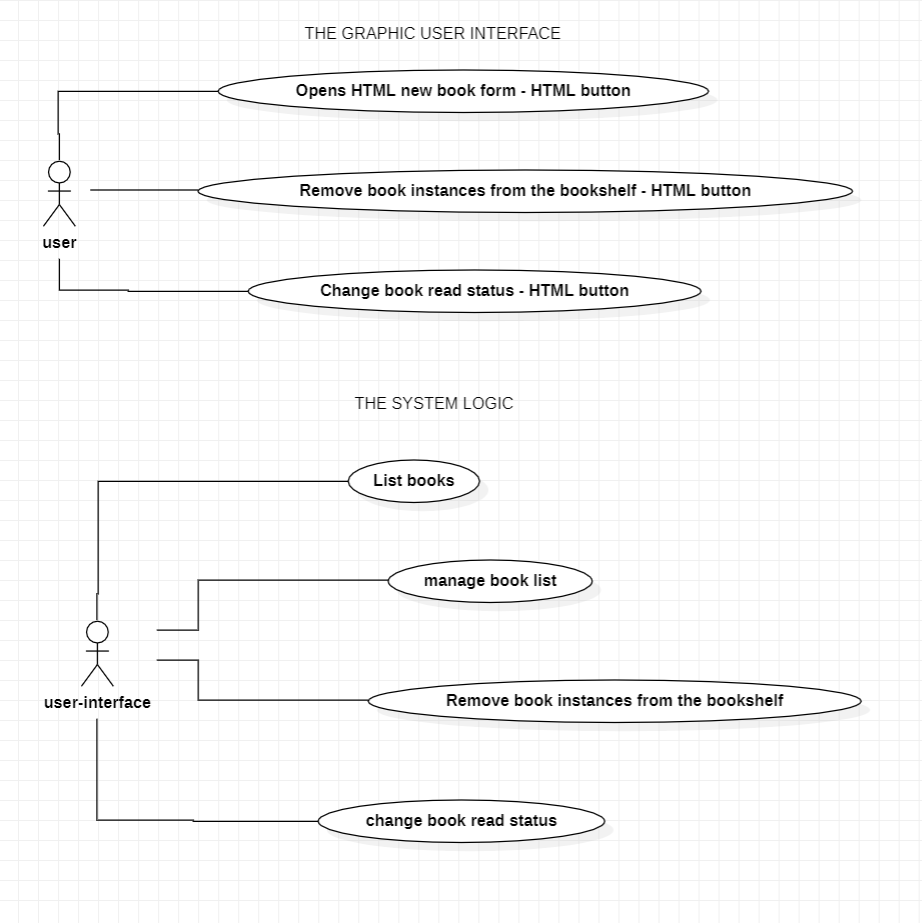 THE GRAPHIC USER INTERFACE
Opens HTML new book form - HTML button
Remove book instances from the bookshelf - HTML button
user
Change book read status - HTML button
THE SYSTEM LOGIC
List books
manage book list
user-interface
Remove book instances from the bookshelf
change book read status